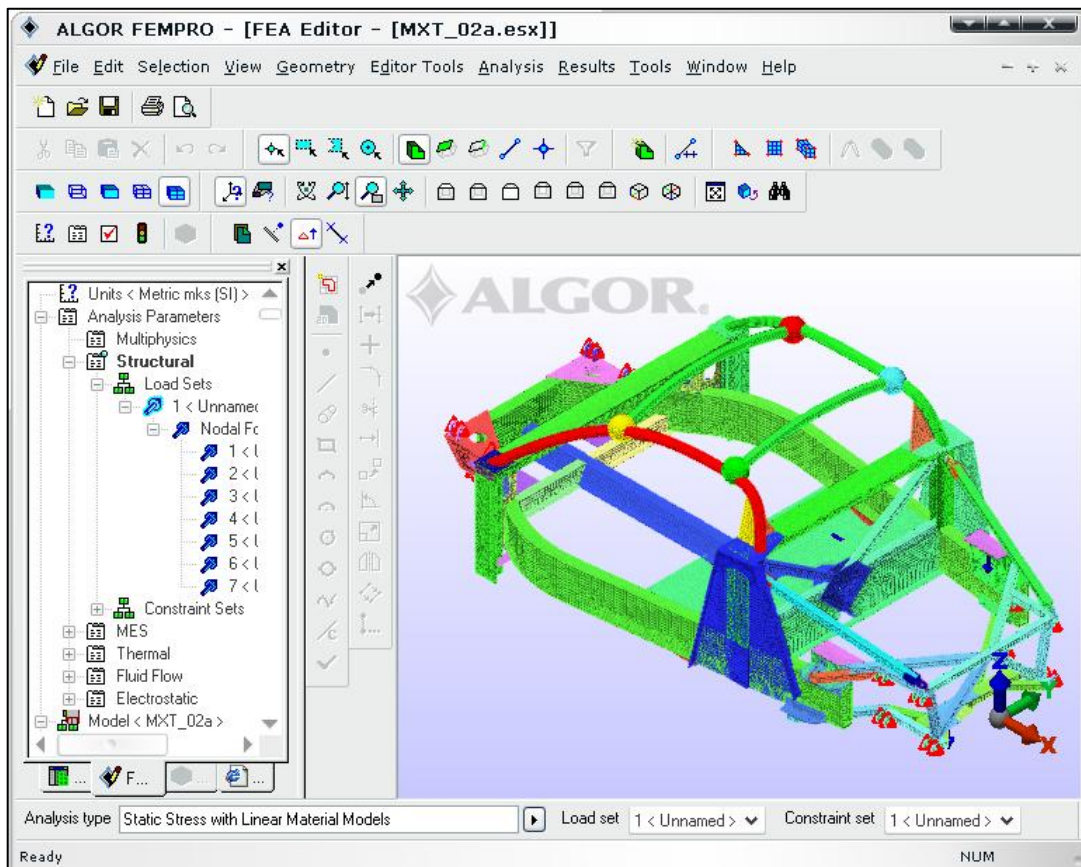 ALGOR FEMPRO - [FEA Editor - [MXT_02a.esx]]
File Edit Selection View Geometry Editor Tools Analysis Results Tools Window Help
Units < Metric mks (SI) >
Analysis Parameters
Multiphysics
Structural
Load Sets
1 < Unnamed
Nodal Fo
1 < l
2 < l
3 < l
4 < l
5 < l
6 < l
7 < l
Constraint Sets
MES
Thermal
Fluid Flow
Electrostatic
Model < MXT_02a >
... F... ... ...
ALGOR®
Z
X
Analysis type Static Stress with Linear Material Models Load set 1 < Unnamed > Constraint set 1 < Unnamed >
Ready NUM